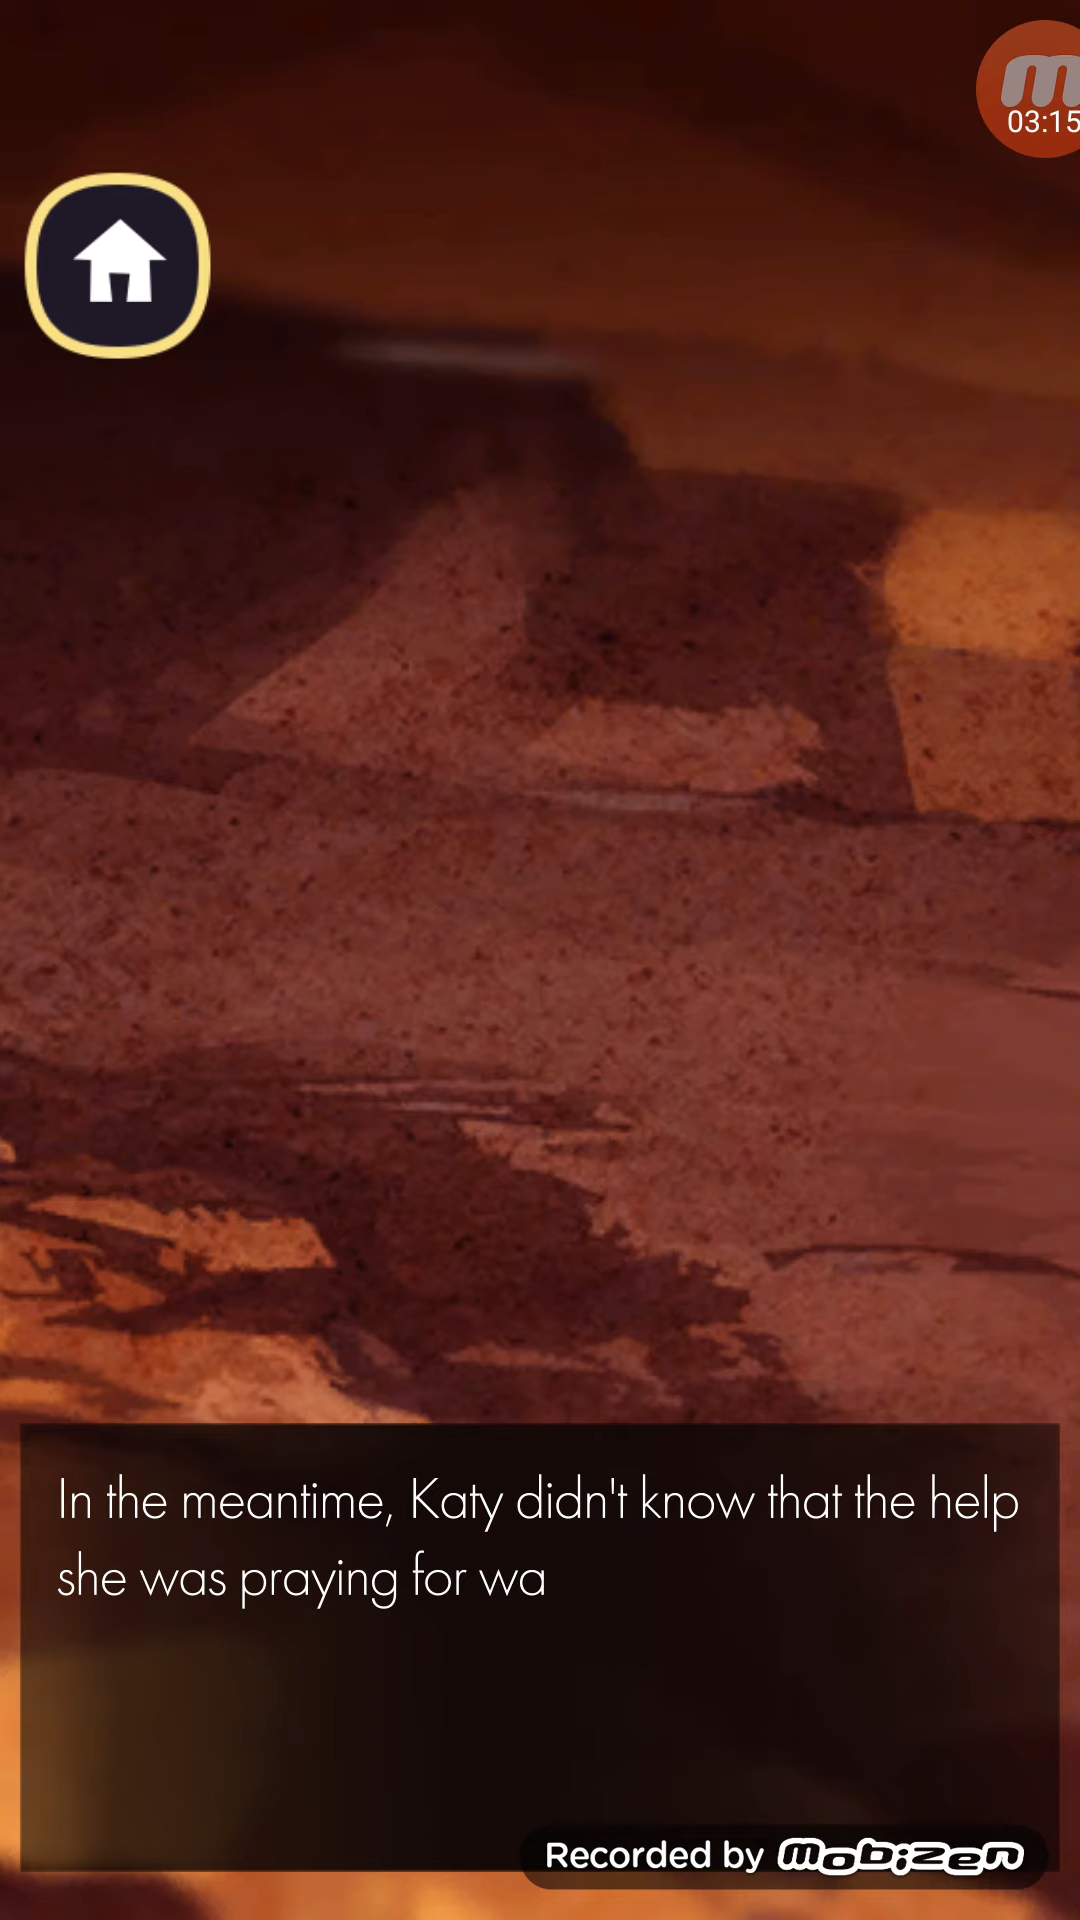 03:15
In the meantime, Katy didn't know that the help
she was praying for wa
Recorded by mobizen